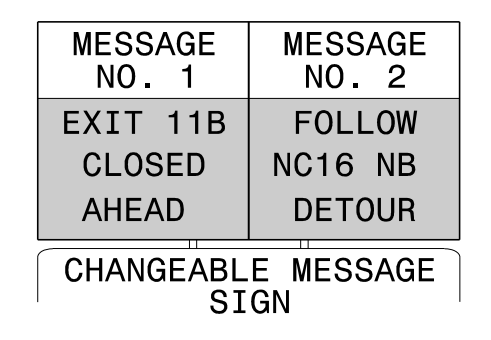 MESSAGE NO. 1
EXIT 11B
CLOSED
AHEAD
MESSAGE NO. 2
FOLLOW
NC16 NB
DETOUR
CHANGEABLE MESSAGE
SIGN